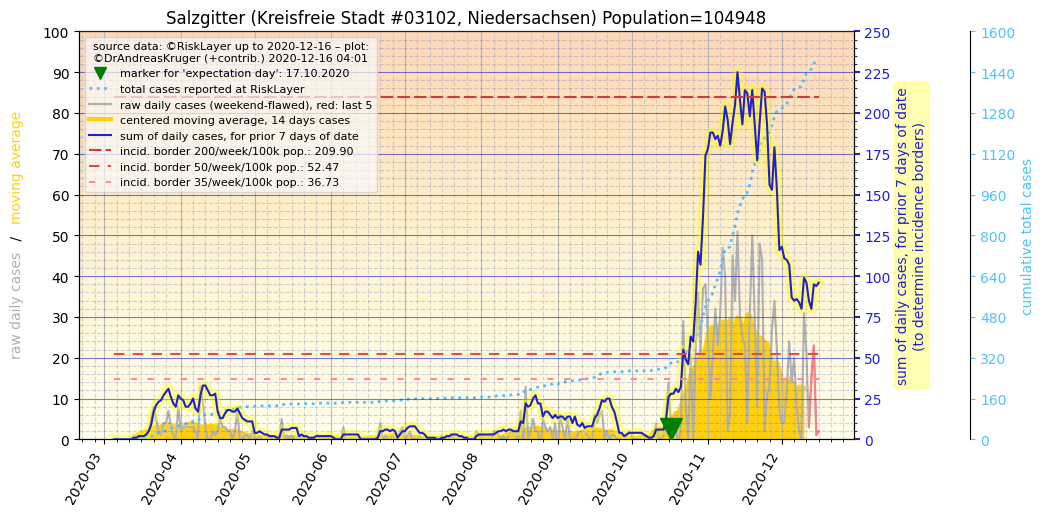 Salzgitter (Kreisfreie Stadt #03102, Niedersachsen) Population=104948
source data: ©RiskLayer up to 2020-12-16 – plot:
©DrAndreasKruger (+contrib.) 2020-12-16 04:01
marker for 'expectation day': 17.10.2020
total cases reported at RiskLayer
raw daily cases (weekend-flawed), red: last 5
centered moving average, 14 days cases
sum of daily cases, for prior 7 days of date
incid. border 200/week/100k pop.: 209.90
incid. border 50/week/100k pop.: 52.47
incid. border 35/week/100k pop.: 36.73
raw daily cases / moving average
100
90
80
70
60
50
40
30
20
10
0
2020-03
2020-04
2020-05
2020-06
2020-07
2020-08
2020-09
2020-10
2020-11
2020-12
250
225
200
175
150
125
100
75
50
25
0
sum of daily cases, for prior 7 days of date
(to determine incidence borders)
1600
1440
1280
1120
960
800
640
480
320
160
0
cumulative total cases